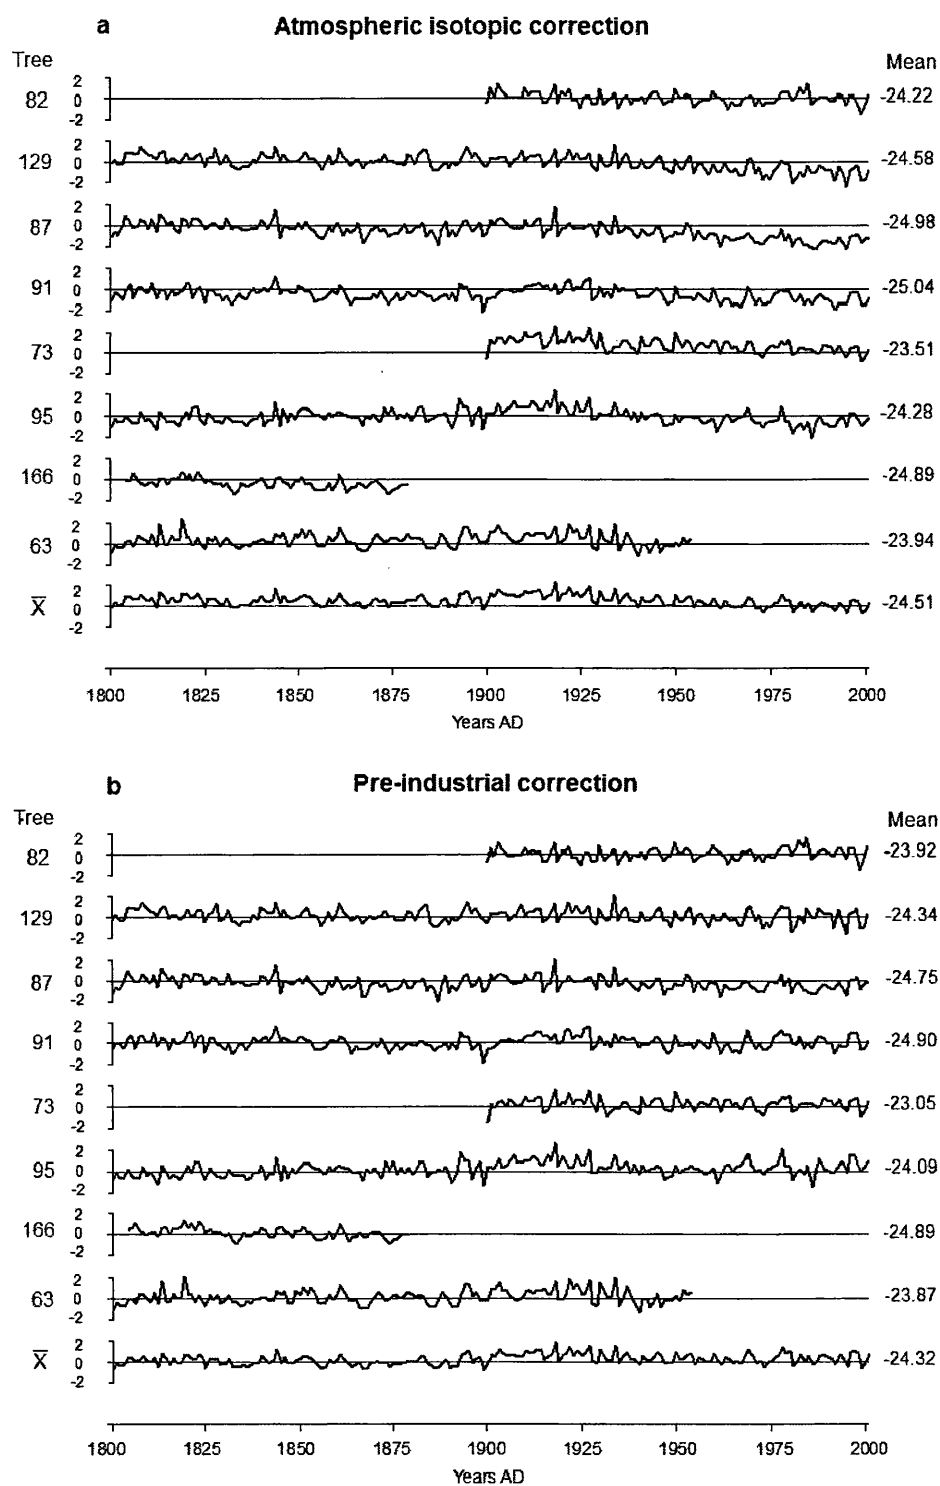 a Atmospheric isotopic correction
Tree Mean
82 2 0 -2 -24.22
129 2 0 -2 -24.58
87 2 0 -2 -24.98
91 2 0 -2 -25.04
73 2 0 -2 -23.51
95 2 0 -2 -24.28
166 2 0 -2 -24.89
63 2 0 -2 -23.94
X̅ 2 0 -2 -24.51
1800 1825 1850 1875 1900 1925 1950 1975 2000
Years AD
b Pre-industrial correction
Tree Mean
82 2 0 -2 -23.92
129 2 0 -2 -24.34
87 2 0 -2 -24.75
91 2 0 -2 -24.90
73 2 0 -2 -23.05
95 2 0 -2 -24.09
166 2 0 -2 -24.89
63 2 0 -2 -23.87
X̅ 2 0 -2 -24.32
1800 1825 1850 1875 1900 1925 1950 1975 2000
Years AD